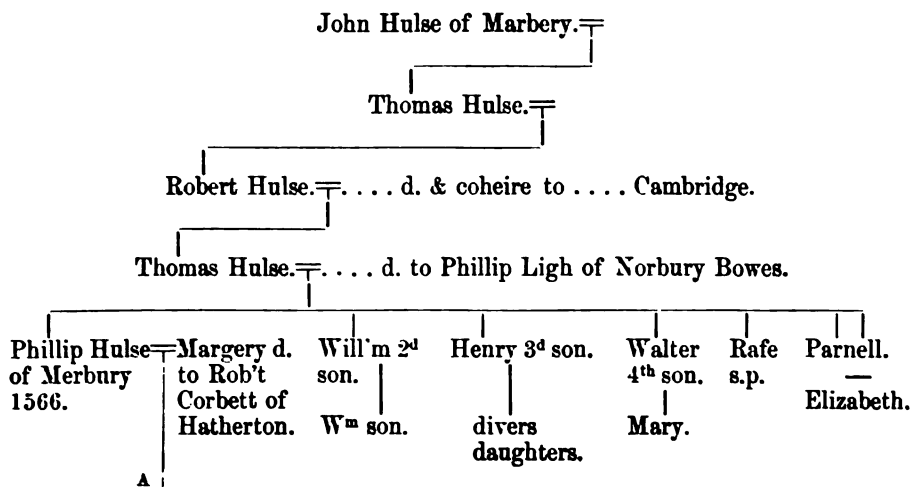 John Hulse of Marbery.
Thomas Hulse.
Robert Hulse. . . . . d. & coheire to . . . . Cambridge.
Thomas Hulse. . . . . d. to Phillip Ligh of Norbury Bowes.
Phillip Hulse
of Merbury
1566.
Margery d.
to Rob't
Corbett of
Hatherton.
Will'm 2d
son.
Wm son.
Henry 3d son.
divers
daughters.
Walter
4th son.
Mary.
Rafe
s.p.
Parnell.
—
Elizabeth.
A